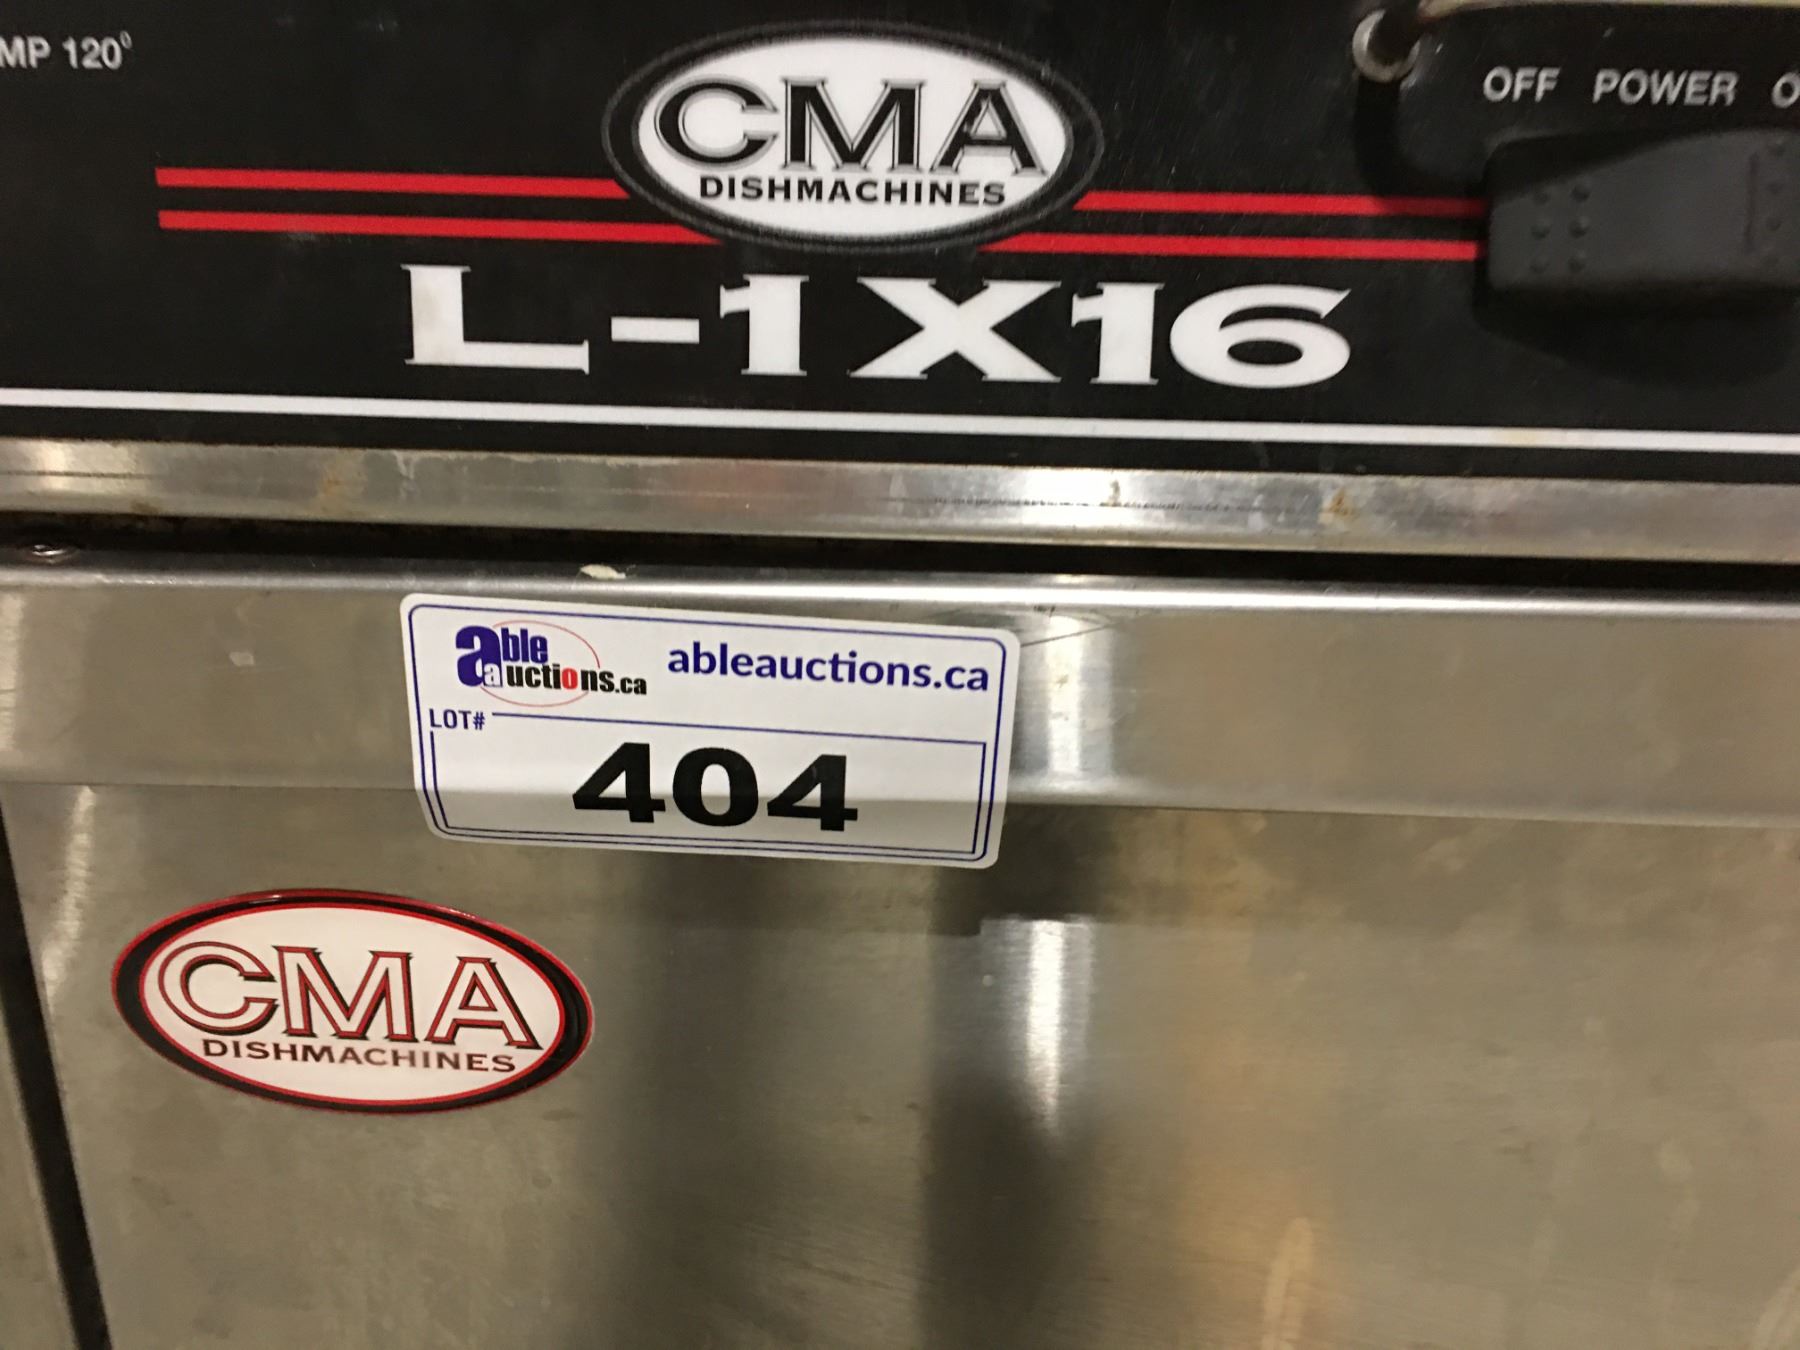 MP 120°
OFF POWER O
CMA
DISHMACHINES
L-1X16
able auctions.ca
ableauctions.ca
LOT#
404
CMA
DISHMACHINES